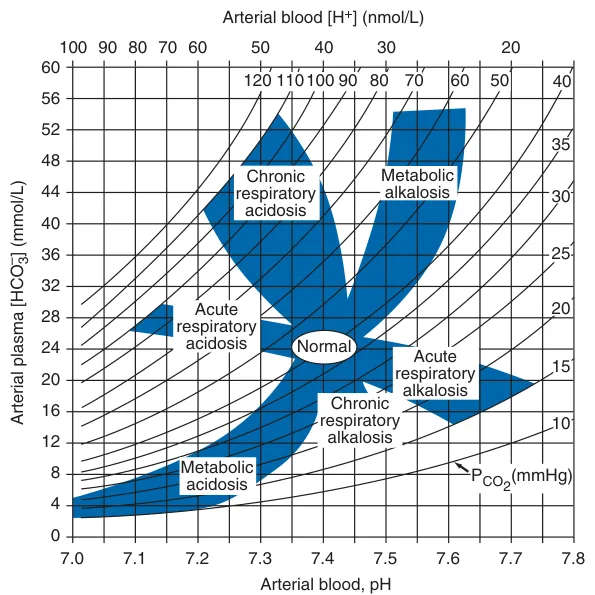 Arterial blood [H⁺] (nmol/L)
100 90 80 70 60 50 40 30 20
60 120 110 100 90 80 70 60 50 40
56
52
35
48
Chronic
respiratory
acidosis
Metabolic
alkalosis
44
30
40
36
25
32
28
20
Acute
respiratory
acidosis
24
Normal
Acute
respiratory
alkalosis
20
15
16
Chronic
respiratory
alkalosis
10
12
8
Metabolic
acidosis
PCO₂(mmHg)
4
0
Arterial plasma [HCO₃⁻] (mmol/L)
7.0 7.1 7.2 7.3 7.4 7.5 7.6 7.7 7.8
Arterial blood, pH